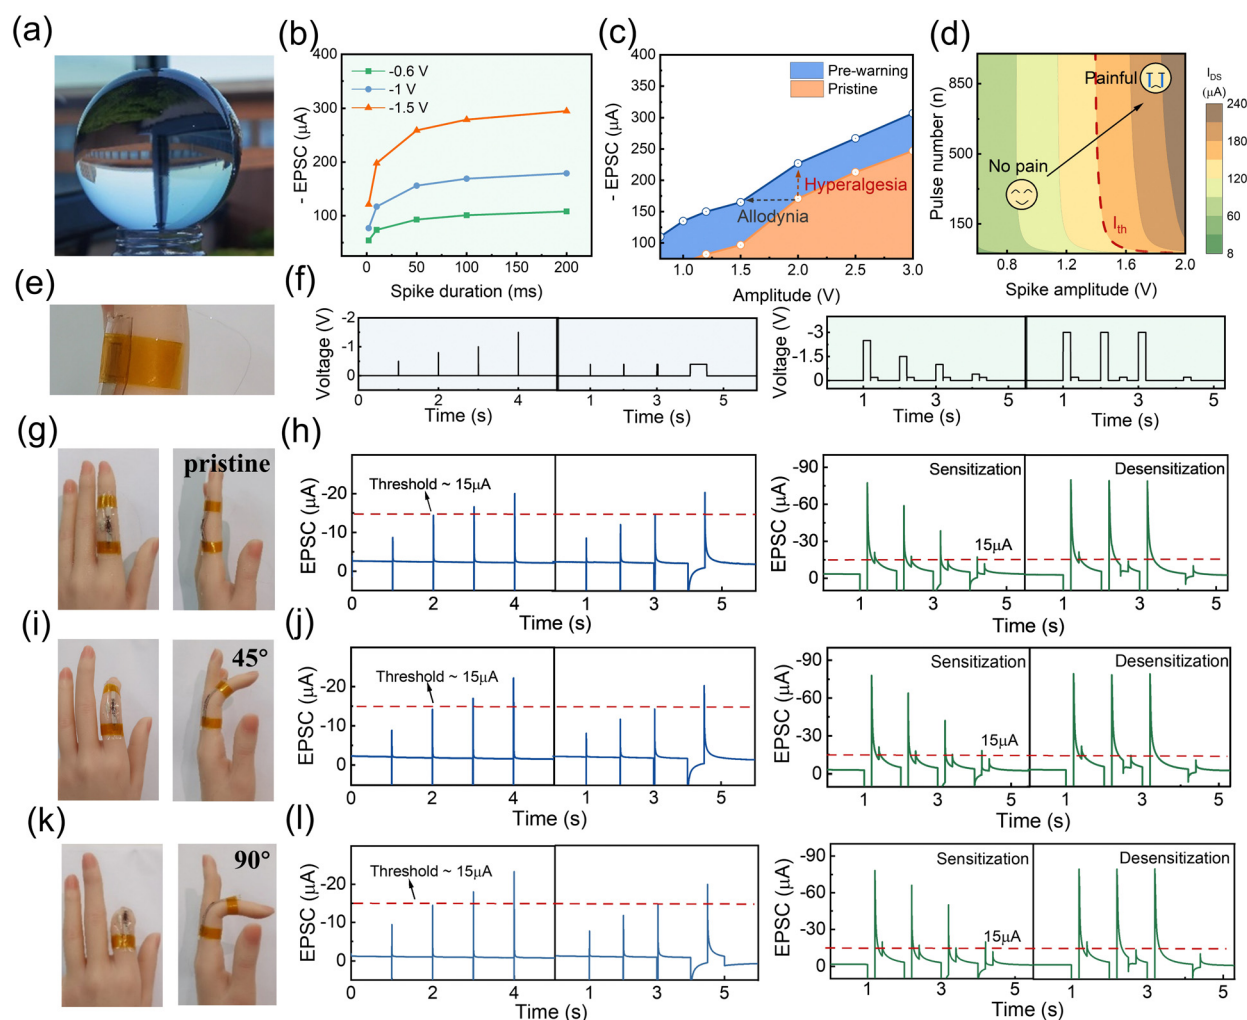 (a)
(b)
400
300
200
100
- EPSC (μA)
-0.6 V
-1 V
-1.5 V
0
50
100
150
200
Spike duration (ms)
(c)
400
350
300
250
200
150
100
- EPSC (μA)
Pre-warning
Pristine
Hyperalgesia
Allodynia
1.0
1.5
2.0
2.5
3.0
Amplitude (V)
(d)
850
500
150
Pulse number (n)
Painful
No pain
Ith
0.8
1.2
1.6
2.0
Spike amplitude (V)
IDS
(μA)
240
210
180
150
120
90
60
8
(e)
(f)
-2
-1
0
Voltage (V)
0
2
4
1
3
5
Time (s)
Time (s)
-3
-1.5
0
Voltage (V)
1
3
5
1
3
5
Time (s)
Time (s)
(g)
pristine
(h)
-20
-10
0
EPSC (μA)
Threshold ~ 15μA
0
2
4
1
3
5
Time (s)
Time (s)
-90
-60
-30
0
EPSC (μA)
Sensitization
Desensitization
15μA
1
3
5
1
3
5
Time (s)
Time (s)
(i)
45°
(j)
-20
-10
0
EPSC (μA)
Threshold ~ 15μA
0
2
4
1
3
5
Time (s)
Time (s)
-90
-60
-30
0
EPSC (μA)
Sensitization
Desensitization
15μA
1
3
5
1
3
5
Time (s)
Time (s)
(k)
90°
(l)
-20
-10
0
EPSC (μA)
Threshold ~ 15μA
0
2
4
1
3
5
Time (s)
Time (s)
-90
-60
-30
0
EPSC (μA)
Sensitization
Desensitization
15μA
1
3
5
1
3
5
Time (s)
Time (s)